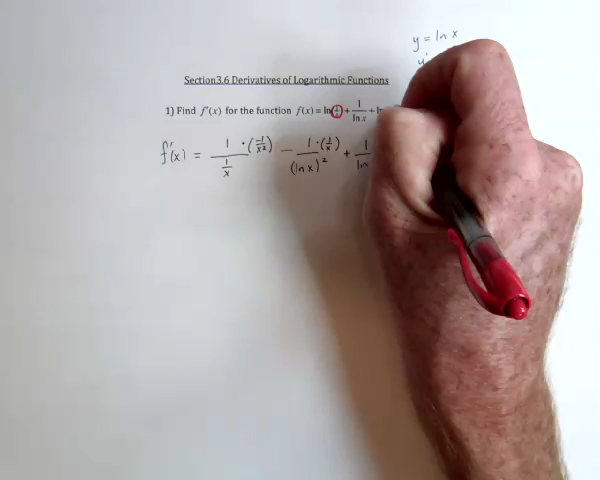 y = ln x
y'
Section3.6 Derivatives of Logarithmic Functions
1) Find f'(x) for the function f(x) = ln(1/x) + 1/ln x + ln
f'(x) = 1/(1/x) · (-1/x²) - 1·(1/x)/(ln x)² + 1/ln